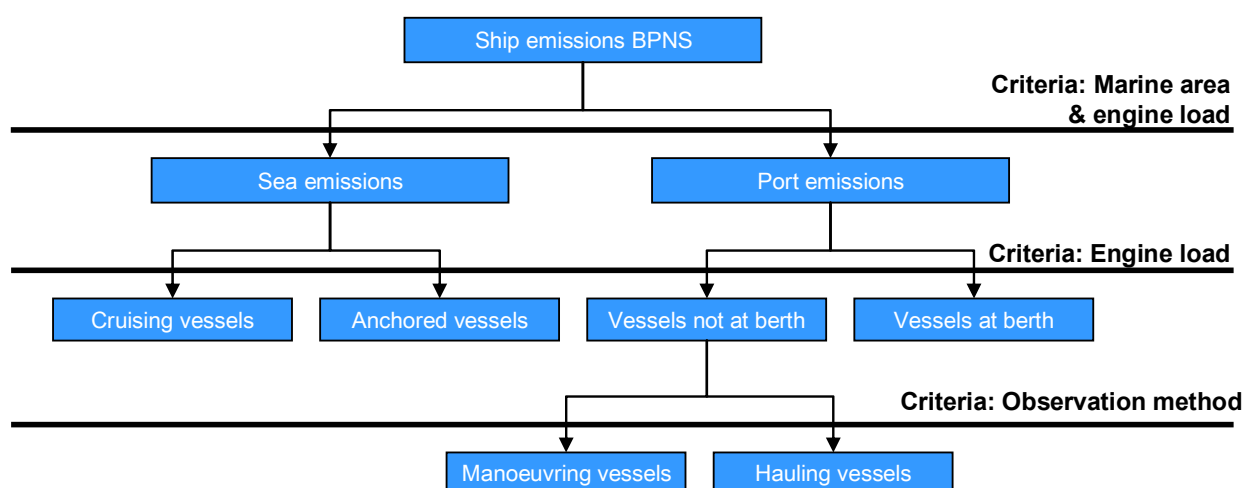 Ship emissions BPNS
Criteria: Marine area
& engine load
Sea emissions
Port emissions
Criteria: Engine load
Cruising vessels
Anchored vessels
Vessels not at berth
Vessels at berth
Criteria: Observation method
Manoeuvring vessels
Hauling vessels